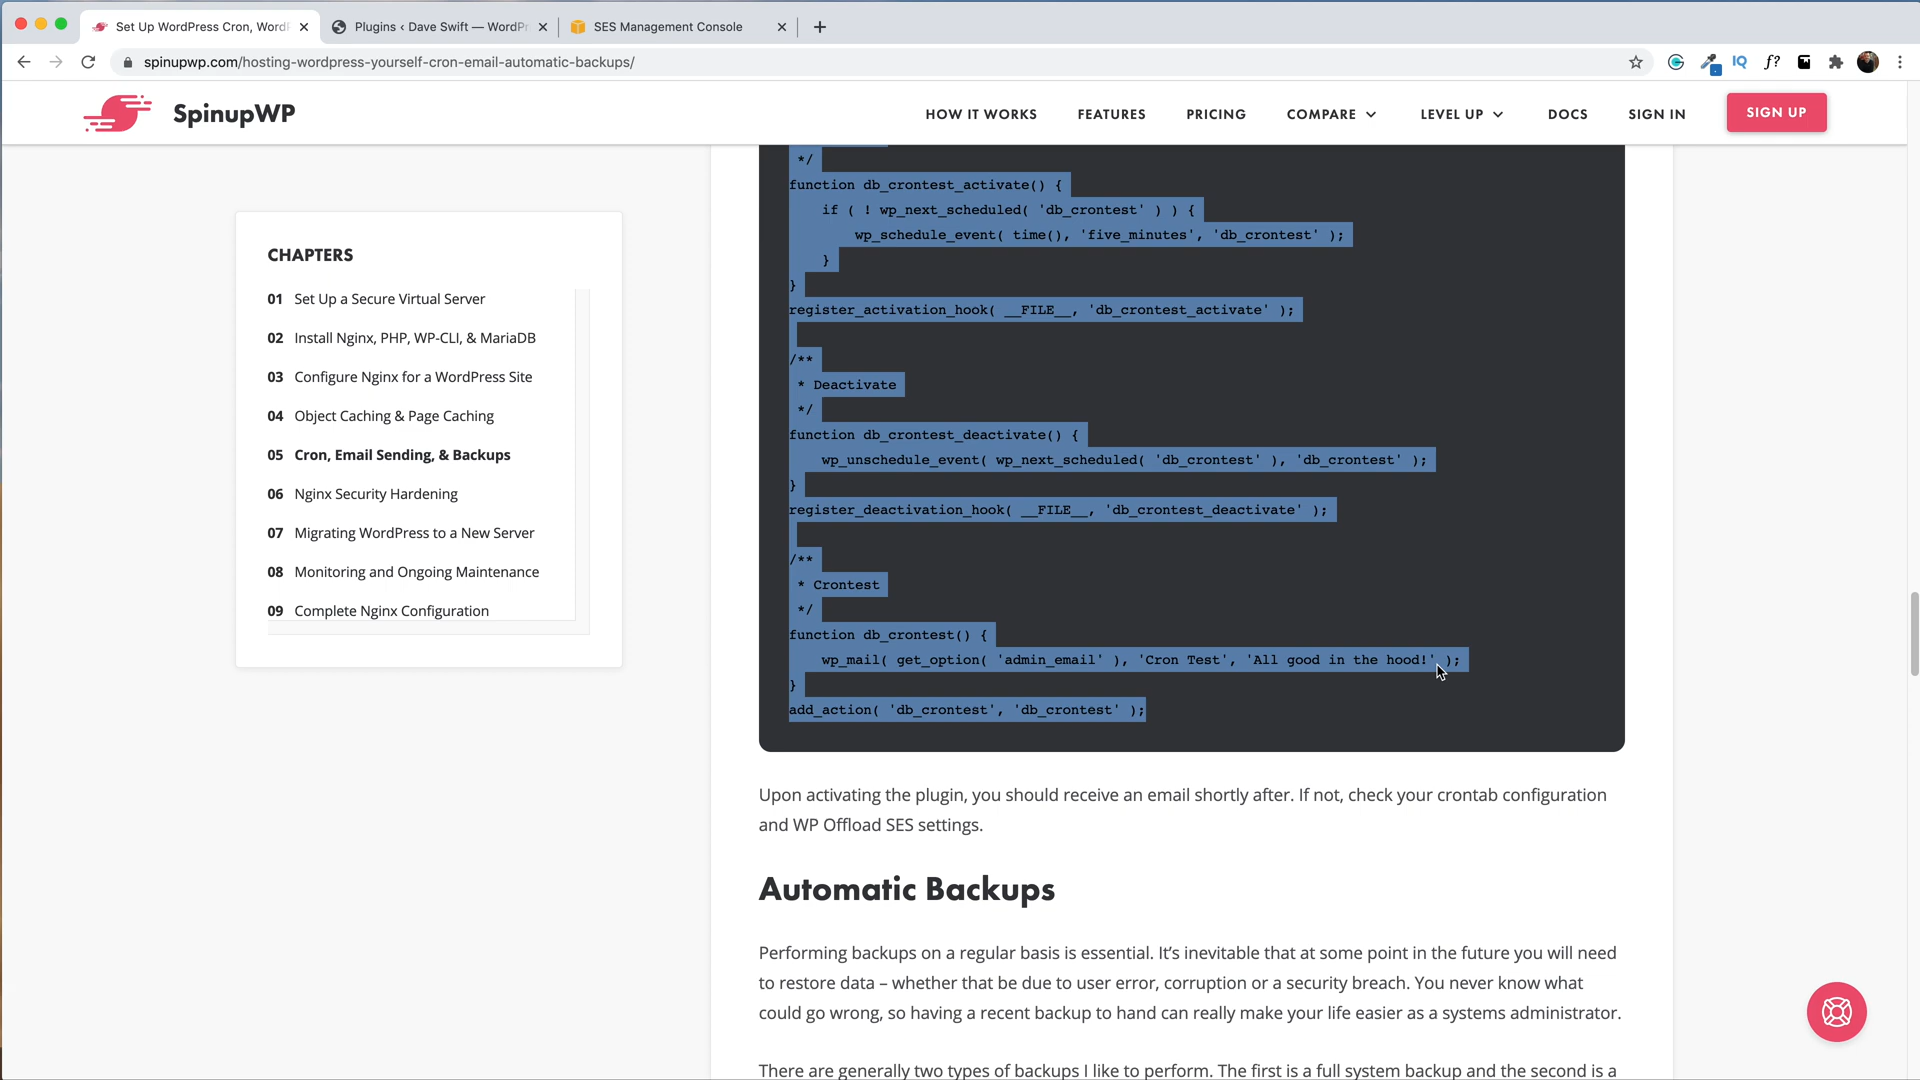 Set Up WordPress Cron, Word
Plugins ‹ Dave Swift — WordPr
SES Management Console
spinupwp.com/hosting-wordpress-yourself-cron-email-automatic-backups/
IQ
f?
SpinupWP
HOW IT WORKS
FEATURES
PRICING
COMPARE
LEVEL UP
DOCS
SIGN IN
SIGN UP
CHAPTERS
01 Set Up a Secure Virtual Server
02 Install Nginx, PHP, WP-CLI, & MariaDB
03 Configure Nginx for a WordPress Site
04 Object Caching & Page Caching
05 Cron, Email Sending, & Backups
06 Nginx Security Hardening
07 Migrating WordPress to a New Server
08 Monitoring and Ongoing Maintenance
09 Complete Nginx Configuration
*/
function db_crontest_activate() {
if ( ! wp_next_scheduled( 'db_crontest' ) ) {
wp_schedule_event( time(), 'five_minutes', 'db_crontest' );
}
}
register_activation_hook( __FILE__, 'db_crontest_activate' );
/**
* Deactivate
*/
function db_crontest_deactivate() {
wp_unschedule_event( wp_next_scheduled( 'db_crontest' ), 'db_crontest' );
}
register_deactivation_hook( __FILE__, 'db_crontest_deactivate' );
/**
* Crontest
*/
function db_crontest() {
wp_mail( get_option( 'admin_email' ), 'Cron Test', 'All good in the hood!' );
}
add_action( 'db_crontest', 'db_crontest' );
Upon activating the plugin, you should receive an email shortly after. If not, check your crontab configuration
and WP Offload SES settings.
Automatic Backups
Performing backups on a regular basis is essential. It's inevitable that at some point in the future you will need
to restore data – whether that be due to user error, corruption or a security breach. You never know what
could go wrong, so having a recent backup to hand can really make your life easier as a systems administrator.
There are generally two types of backups I like to perform. The first is a full system backup and the second is a